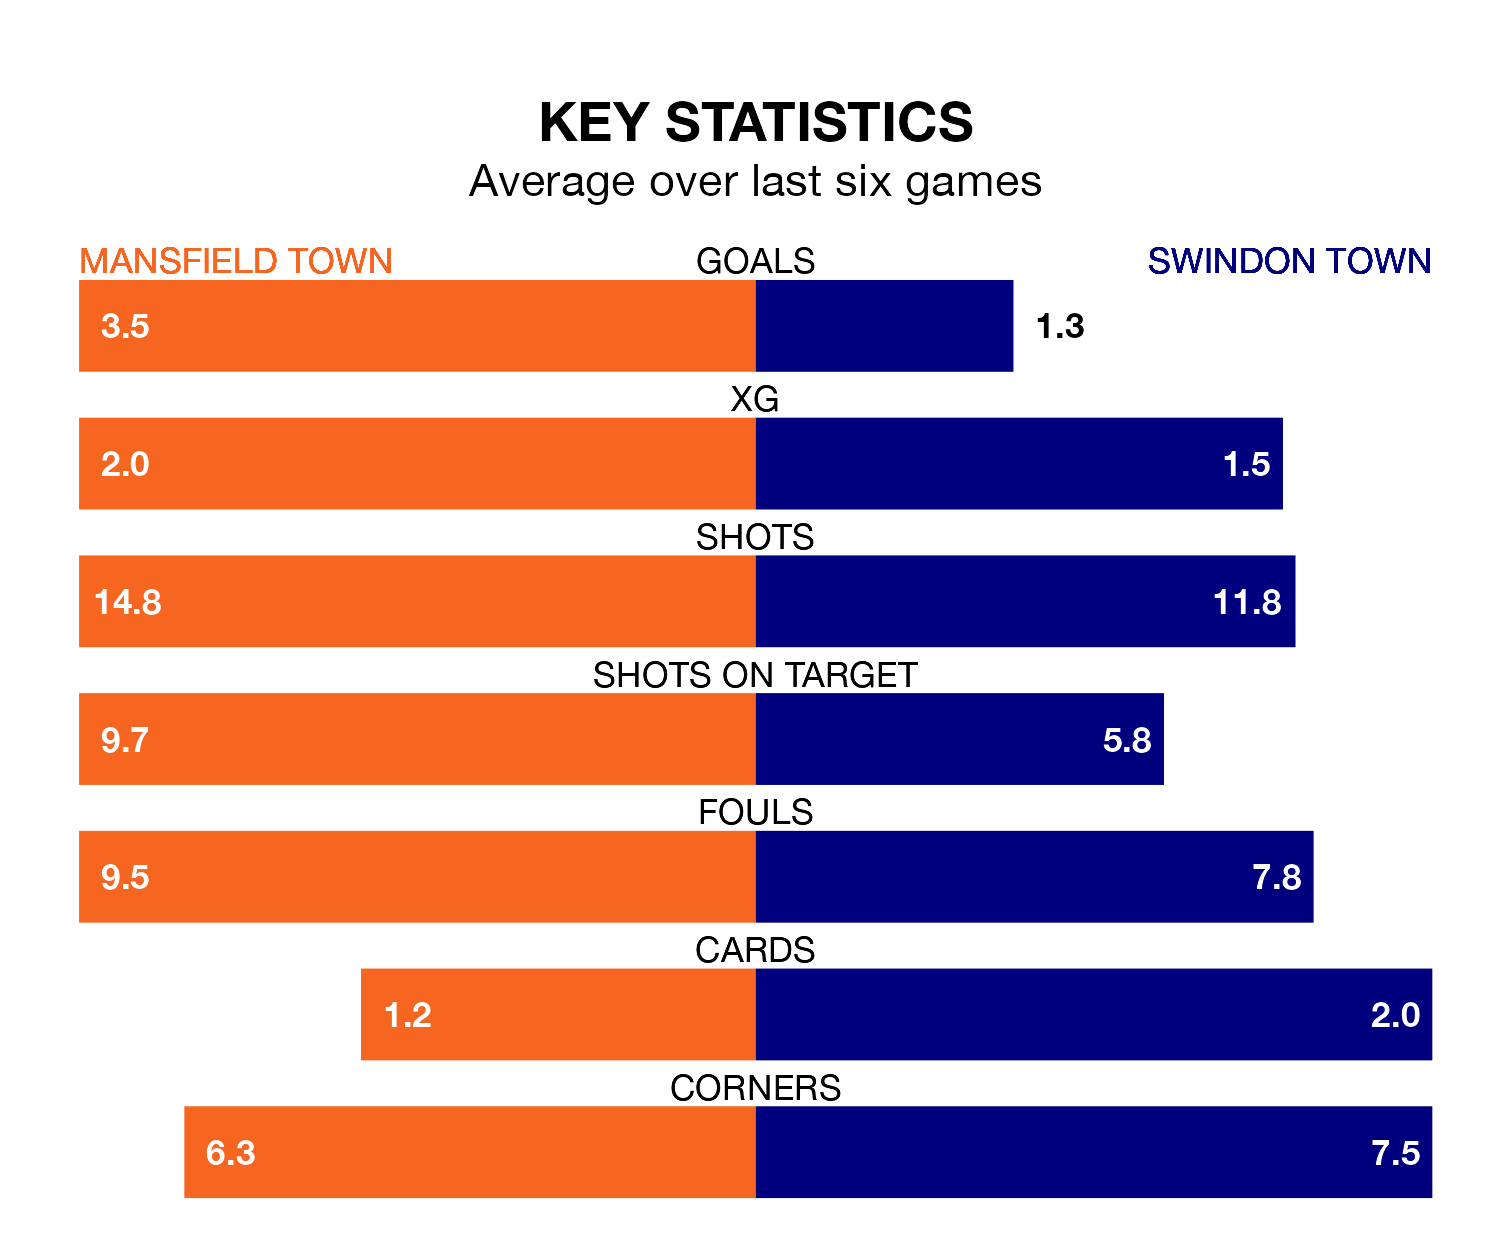 KEY STATISTICS
Average over last six games
MANSFIELD TOWN GOALS SWINDON TOWN
3.5 1.3
XG
2.0 1.5
SHOTS
14.8 11.8
SHOTS ON TARGET
9.7 5.8
FOULS
9.5 7.8
CARDS
1.2 2.0
CORNERS
6.3 7.5